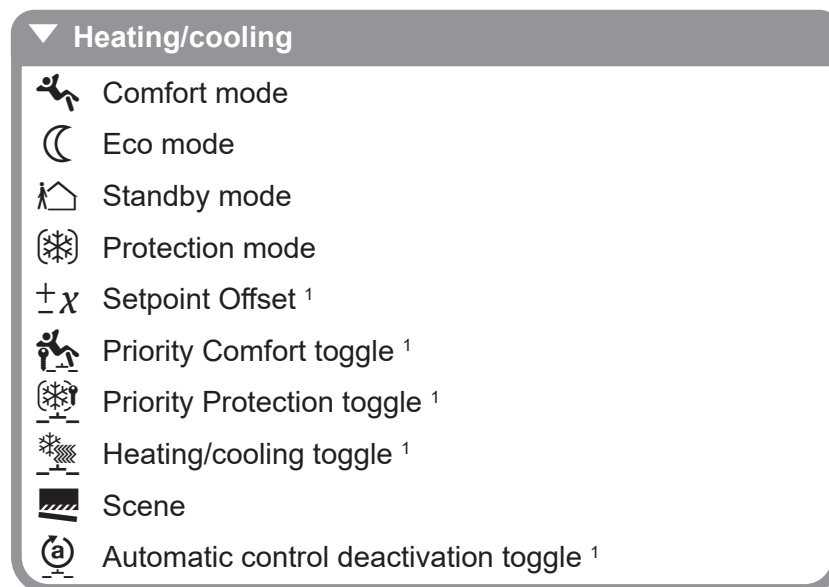 Heating/cooling
Comfort mode
Eco mode
Standby mode
Protection mode
±x Setpoint Offset ¹
Priority Comfort toggle ¹
Priority Protection toggle ¹
Heating/cooling toggle ¹
Scene
a Automatic control deactivation toggle ¹